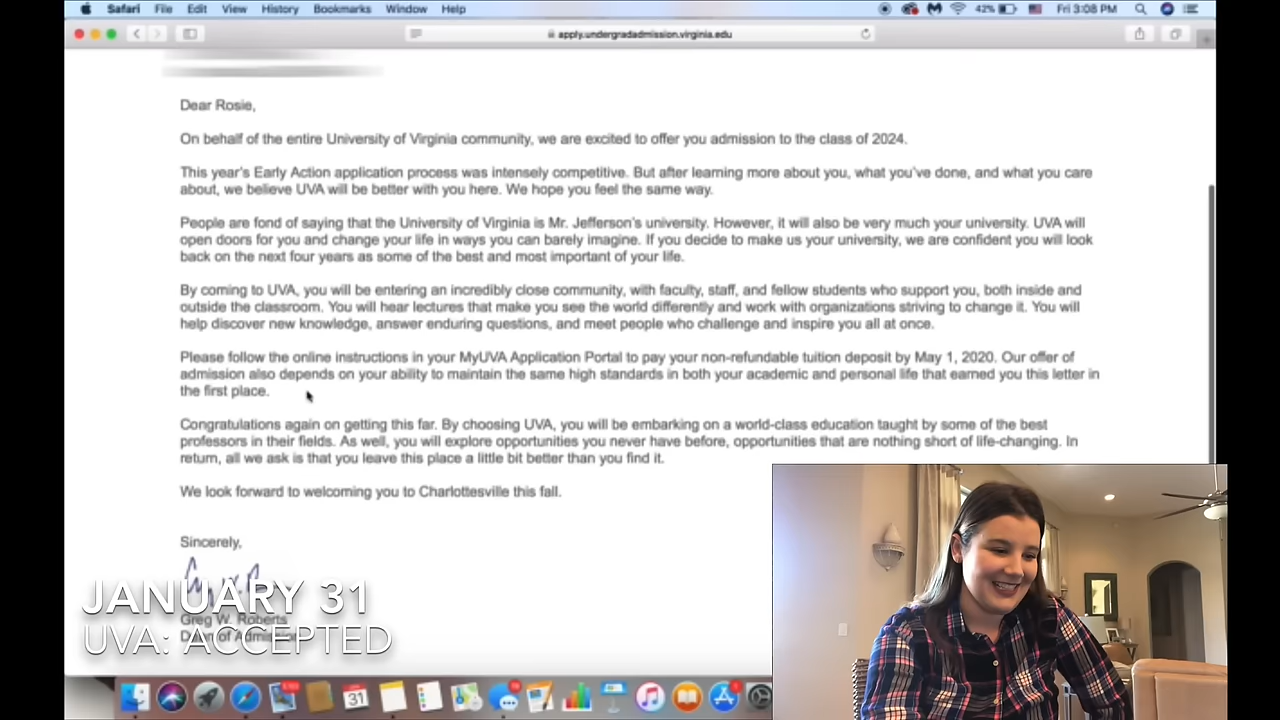 Safari File Edit View History Bookmarks Window Help 42% Fri 3:08 PM
apply.undergradadmission.virginia.edu
Dear Rosie,
On behalf of the entire University of Virginia community, we are excited to offer you admission to the class of 2024.
This year's Early Action application process was intensely competitive. But after learning more about you, what you've done, and what you care
about, we believe UVA will be better with you here. We hope you feel the same way.
People are fond of saying that the University of Virginia is Mr. Jefferson's university. However, it will also be very much your university. UVA will
open doors for you and change your life in ways you can barely imagine. If you decide to make us your university, we are confident you will look
back on the next four years as some of the best and most important of your life.
By coming to UVA, you will be entering an incredibly close community, with faculty, staff, and fellow students who support you, both inside and
outside the classroom. You will hear lectures that make you see the world differently and work with organizations striving to change it. You will
help discover new knowledge, answer enduring questions, and meet people who challenge and inspire you all at once.
Please follow the online instructions in your MyUVA Application Portal to pay your non-refundable tuition deposit by May 1, 2020. Our offer of
admission also depends on your ability to maintain the same high standards in both your academic and personal life that earned you this letter in
the first place.
Congratulations again on getting this far. By choosing UVA, you will be embarking on a world-class education taught by some of the best
professors in their fields. As well, you will explore opportunities you never have before, opportunities that are nothing short of life-changing. In
return, all we ask is that you leave this place a little bit better than you find it.
We look forward to welcoming you to Charlottesville this fall.
Sincerely,
JANUARY 31
Greg W. Roberts
Dean of Admission
UVA: ACCEPTED
31